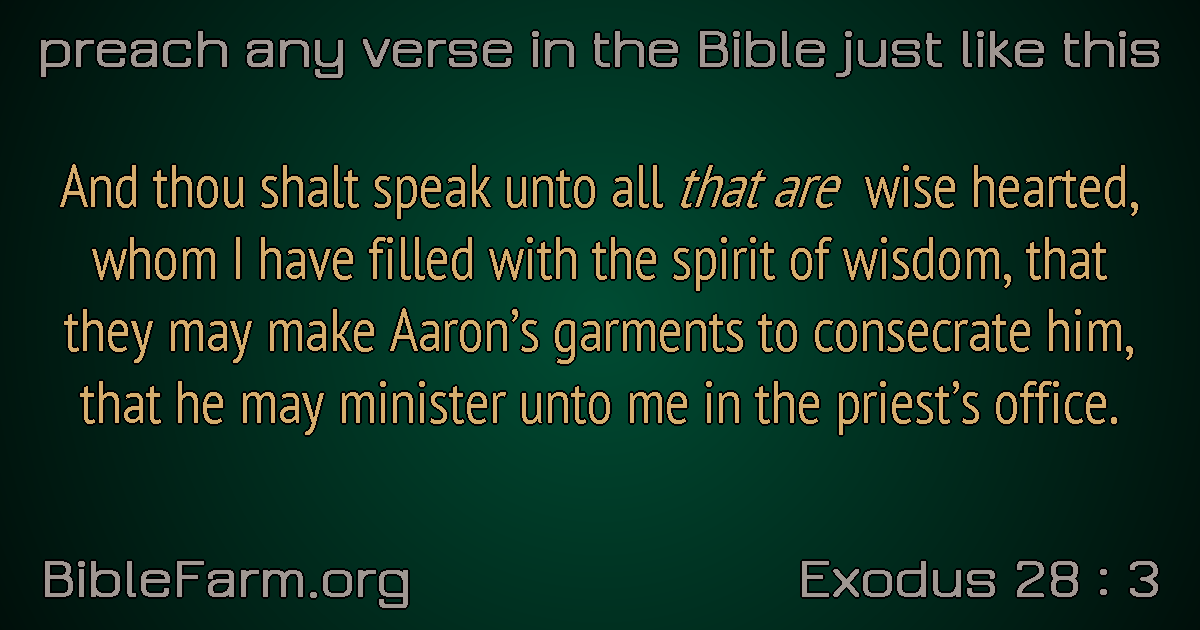 preach any verse in the Bible just like this
And thou shalt speak unto all that are wise hearted,
whom I have filled with the spirit of wisdom, that
they may make Aaron’s garments to consecrate him,
that he may minister unto me in the priest’s office.
BibleFarm.org
Exodus 28 : 3